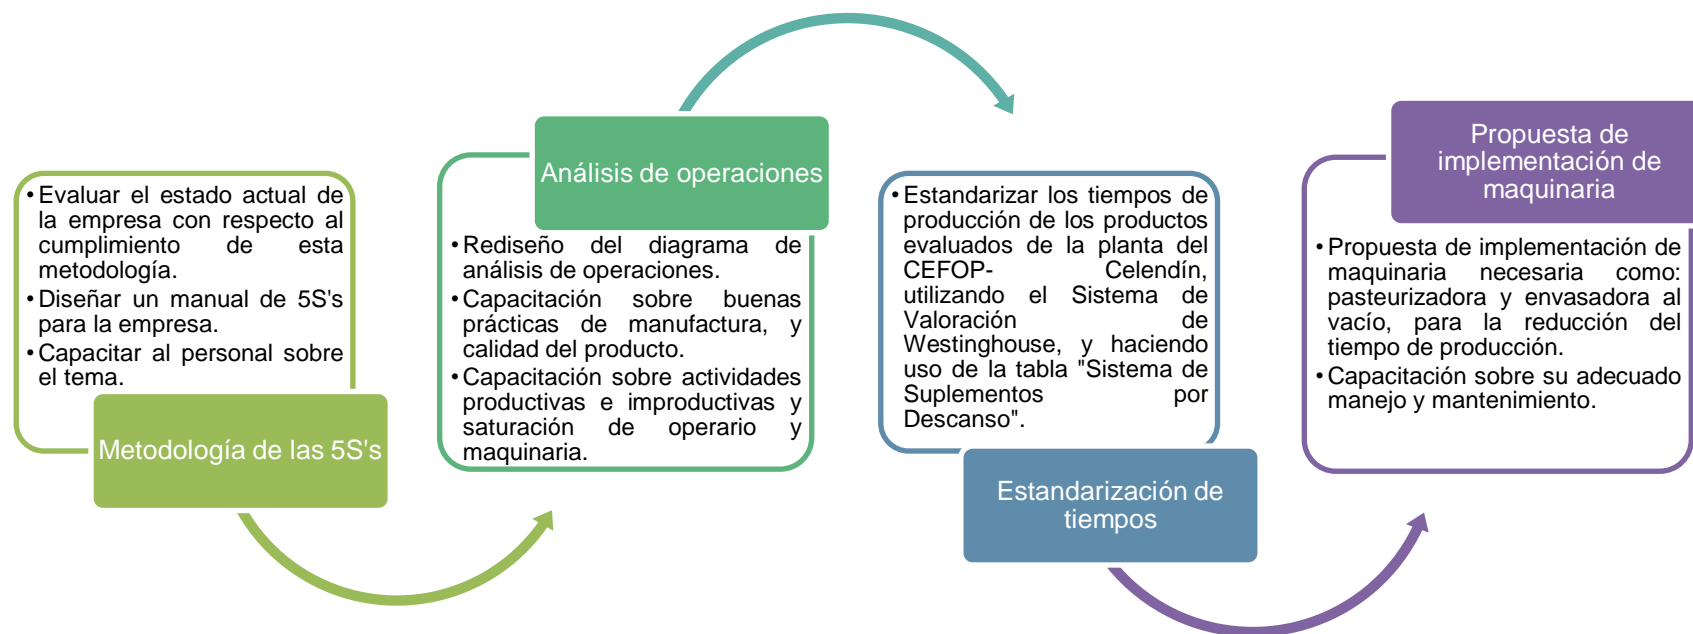 • Evaluar el estado actual de
la empresa con respecto al
cumplimiento de esta
metodología.
• Diseñar un manual de 5S's
para la empresa.
• Capacitar al personal sobre
el tema.
Metodología de las 5S's
Análisis de operaciones
• Rediseño del diagrama de
análisis de operaciones.
• Capacitación sobre buenas
prácticas de manufactura, y
calidad del producto.
• Capacitación sobre actividades
productivas e improductivas y
saturación de operario y
maquinaria.
• Estandarizar los tiempos de
producción de los productos
evaluados de la planta del
CEFOP- Celendín,
utilizando el Sistema de
Valoración de
Westinghouse, y haciendo
uso de la tabla "Sistema de
Suplementos por
Descanso".
Estandarización de
tiempos
Propuesta de
implementación de
maquinaria
• Propuesta de implementación de
maquinaria necesaria como:
pasteurizadora y envasadora al
vacío, para la reducción del
tiempo de producción.
• Capacitación sobre su adecuado
manejo y mantenimiento.